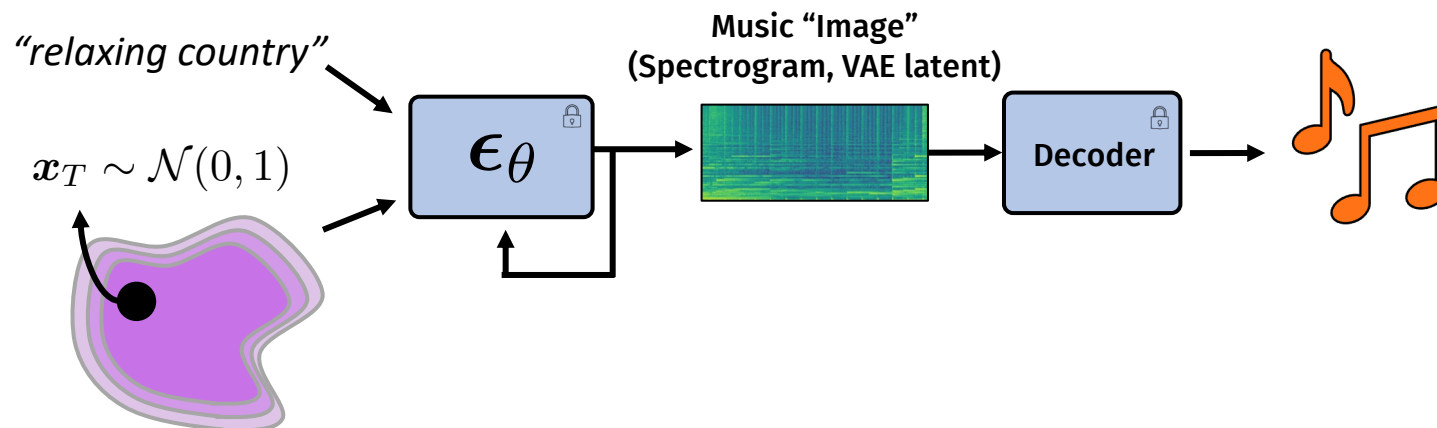 “relaxing country”
Music “Image”
(Spectrogram, VAE latent)
𝒙_T ∼ 𝒩(0, 1)
ϵ_θ
Decoder